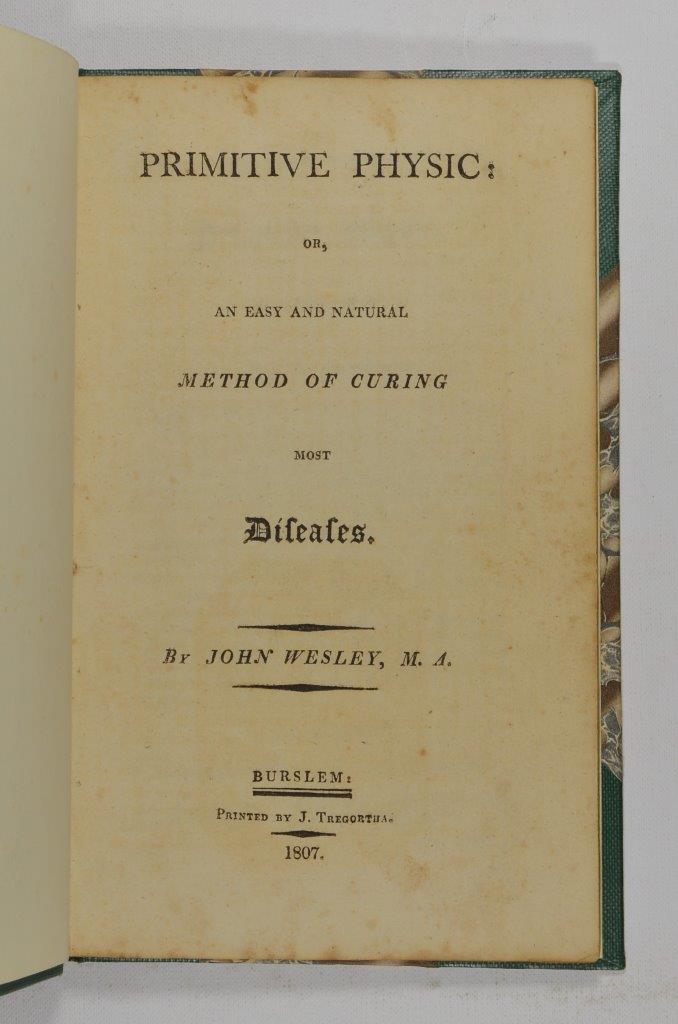 PRIMITIVE PHYSIC:
OR,
AN EASY AND NATURAL
METHOD OF CURING
MOST
Diſeaſes.
BY JOHN WESLEY, M. A.
BURSLEM:
PRINTED BY J. TREGORTHA.
1807.